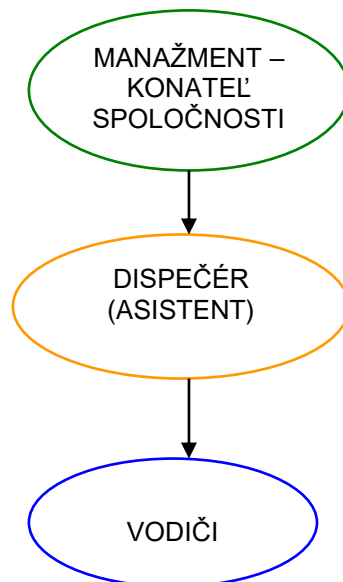 MANAŽMENT –
KONATEĽ
SPOLOČNOSTI
DISPEČÉR
(ASISTENT)
VODIČI